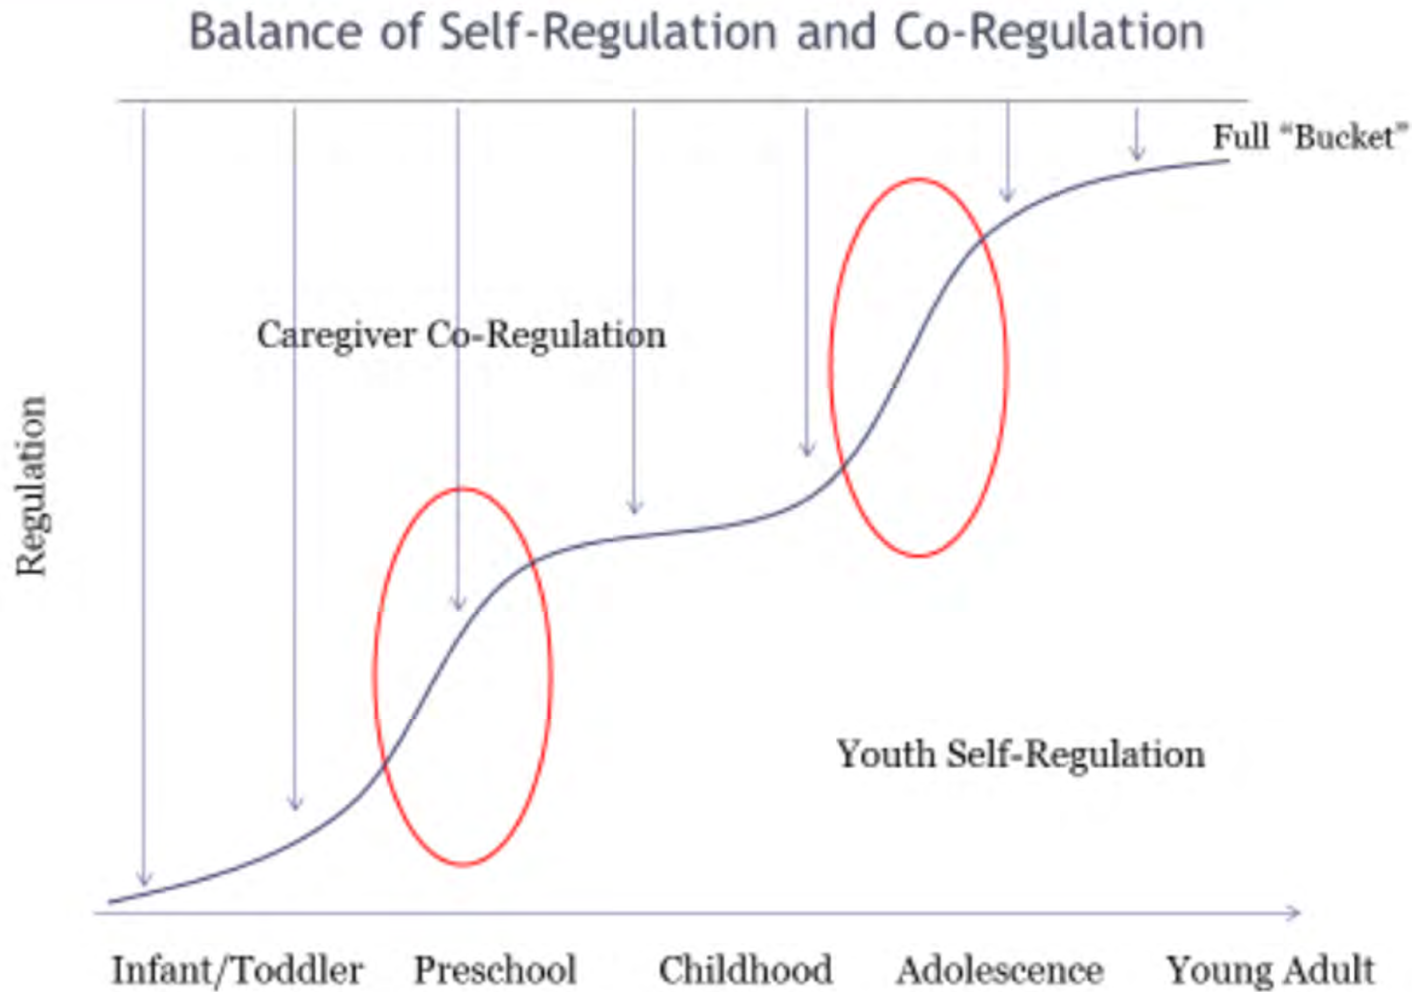 Balance of Self-Regulation and Co-Regulation
Full “Bucket”
Caregiver Co-Regulation
Regulation
Youth Self-Regulation
Infant/Toddler Preschool Childhood Adolescence Young Adult